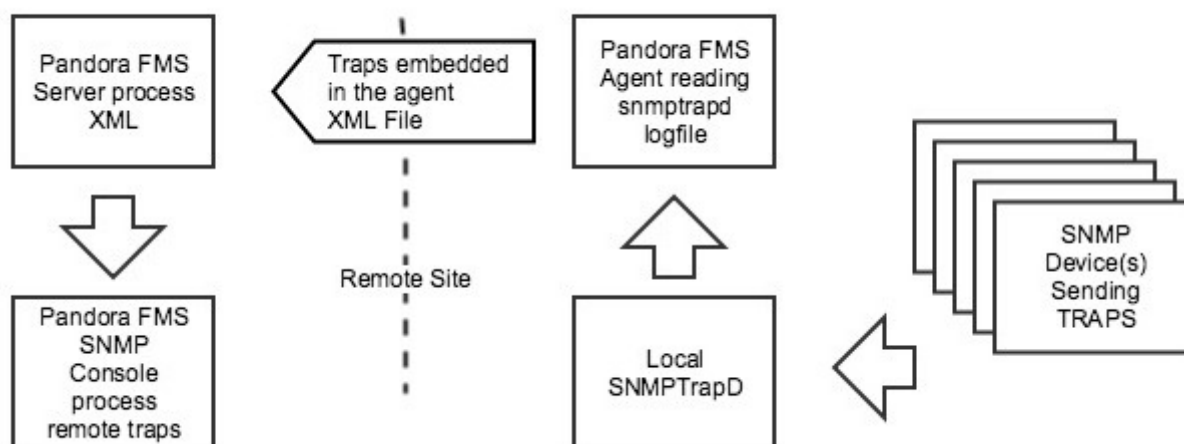 Pandora FMS
Server process
XML
Traps embedded
in the agent
XML File
Pandora FMS
Agent reading
snmptrapd
logfile
SNMP
Device(s)
Sending
TRAPS
Remote Site
Pandora FMS
SNMP
Console
process
remote traps
Local
SNMPTrapD